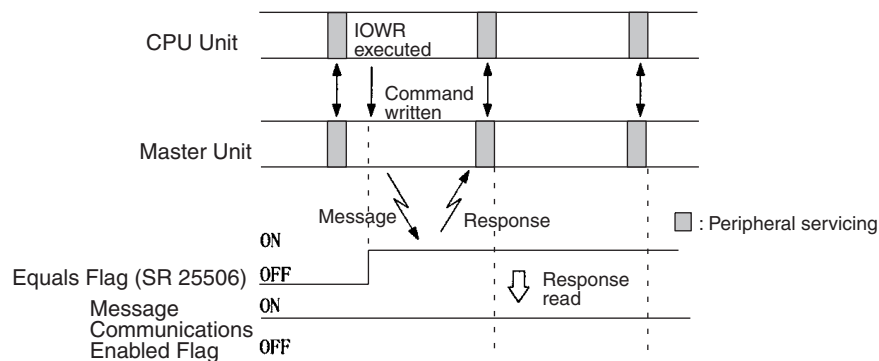 CPU Unit
IOWR
executed
Command
written
Master Unit
Message
Response
: Peripheral servicing
ON
Equals Flag (SR 25506)
OFF
Response
read
Message
Communications
Enabled Flag
ON
OFF